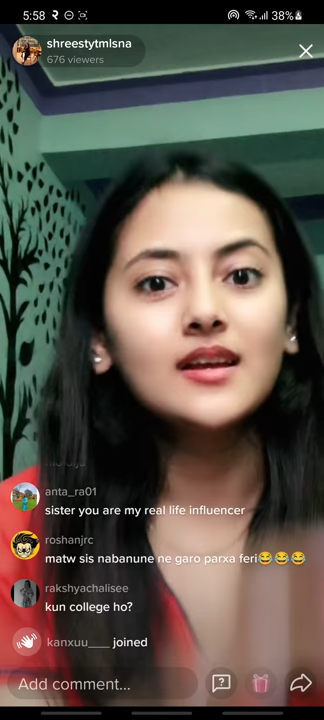 5:58
38%
shreestytmlsna
676 viewers
anta_ra01
sister you are my real life influencer
roshanjrc
matw sis nabanune ne garo parxa feri😂😂😂
rakshyachalisee
kun college ho?
kanxuu___ joined
Add comment...